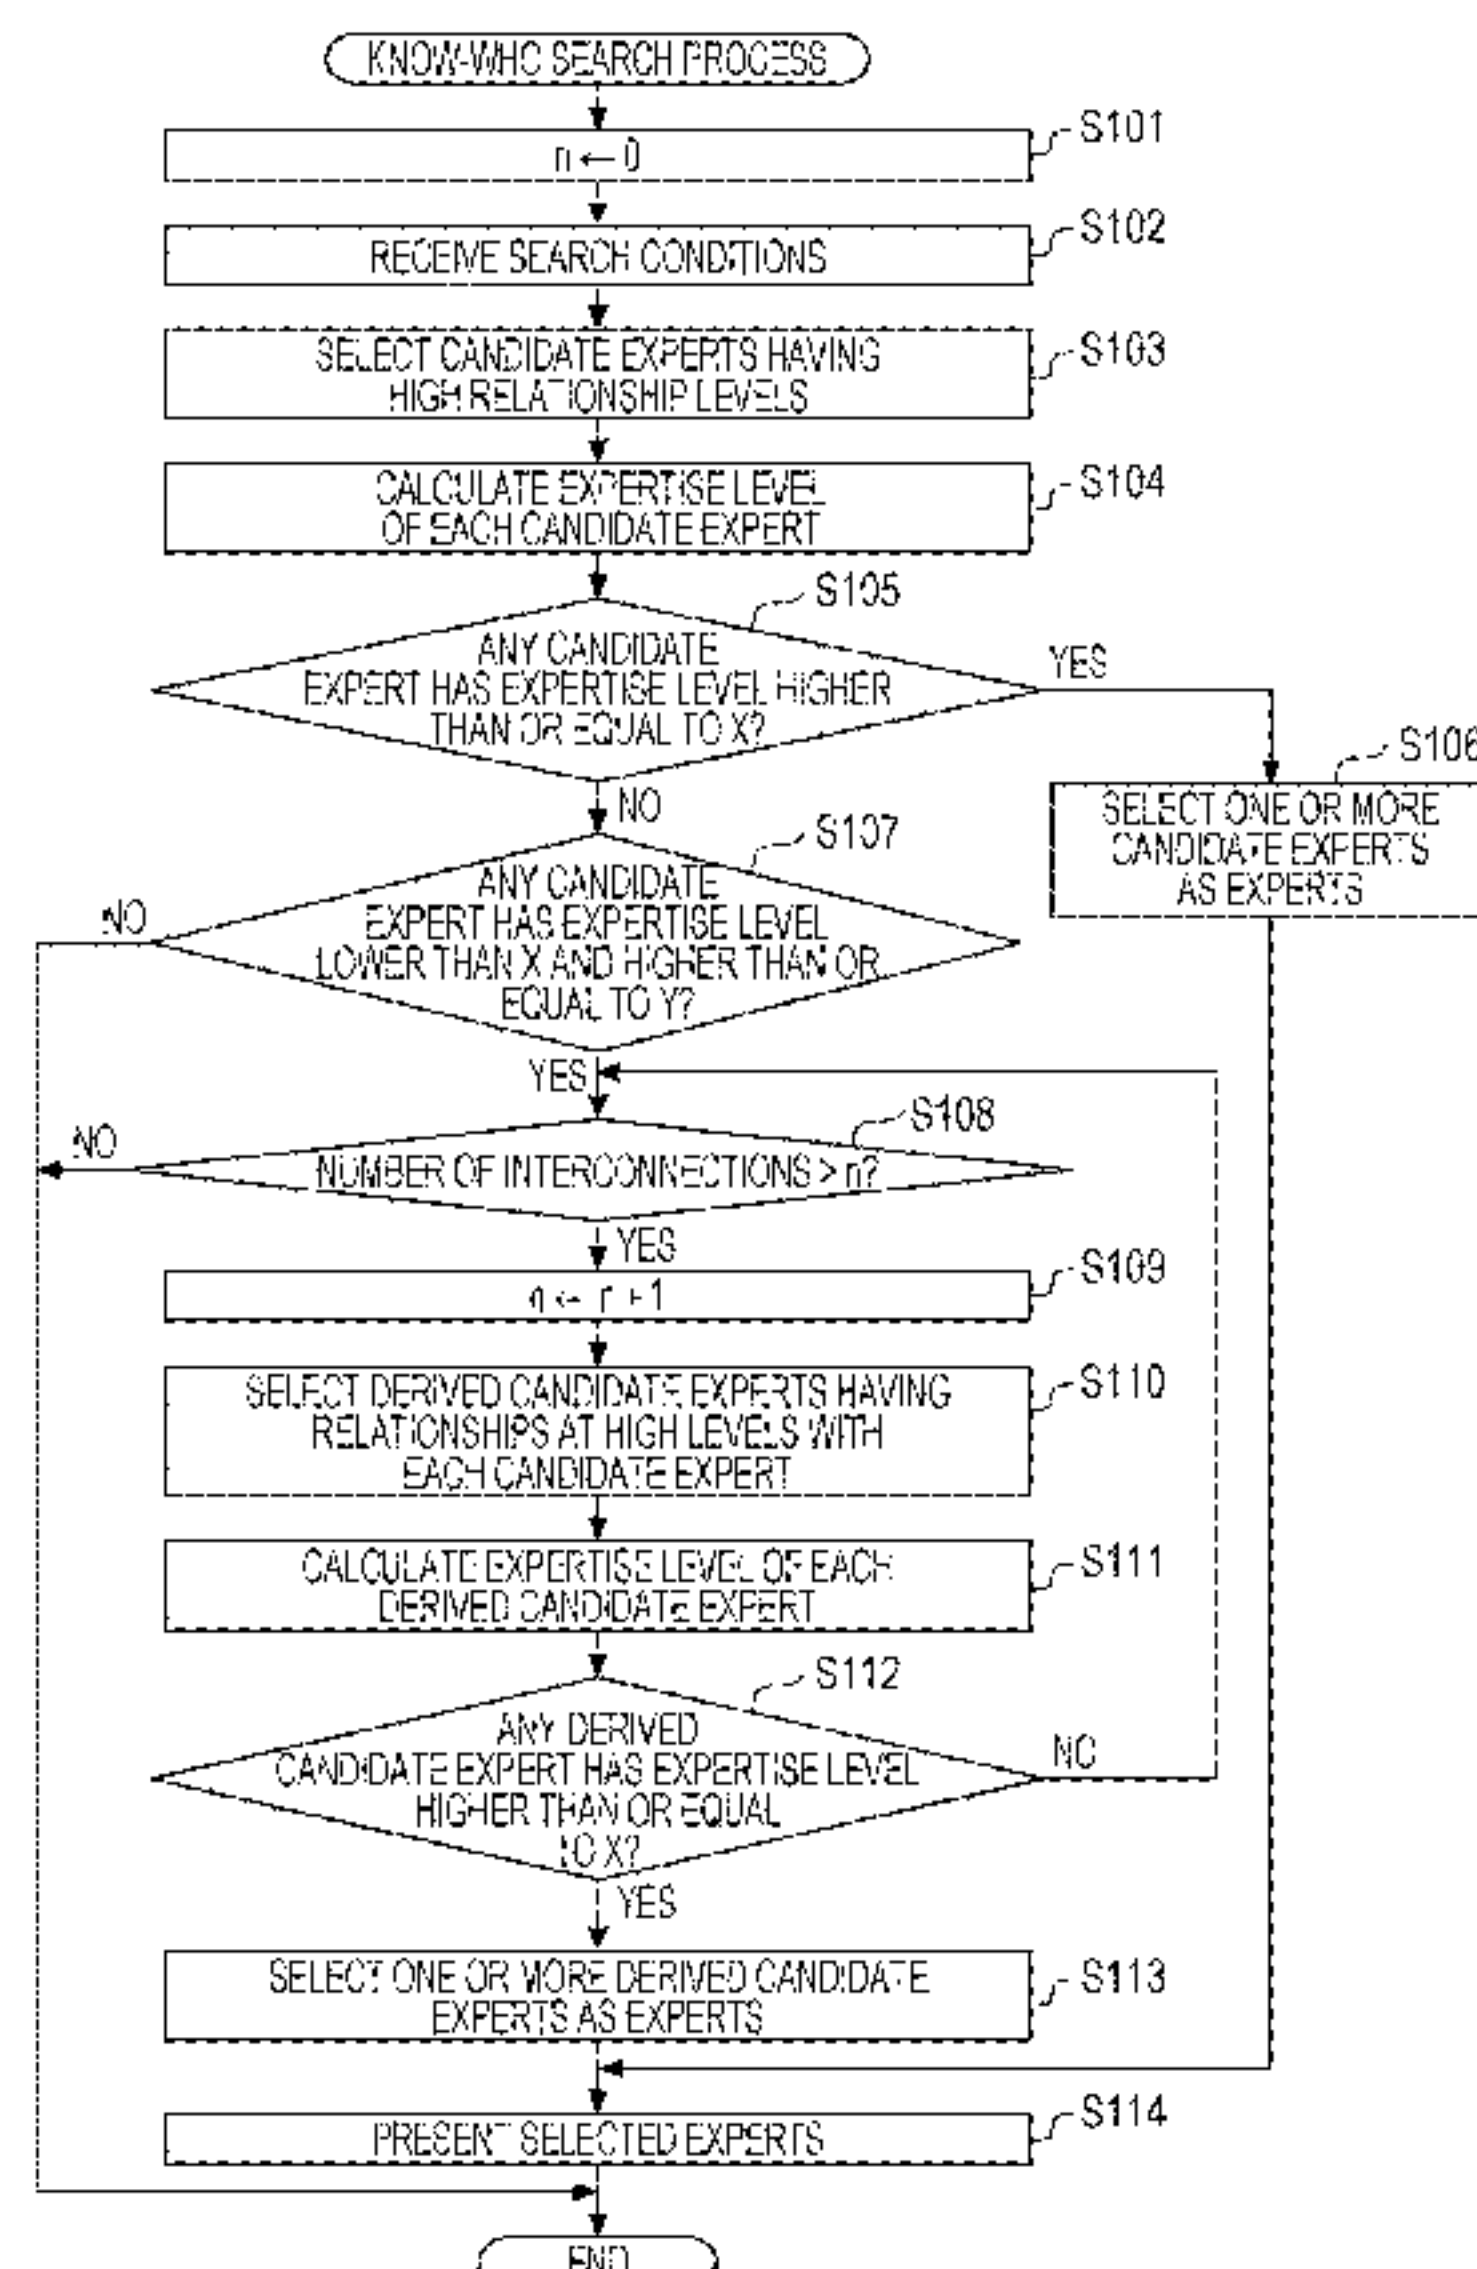 KNOW-WHO SEARCH PROCESS
S101
n ← 0
S102
RECEIVE SEARCH CONDITIONS
S103
SELECT CANDIDATE EXPERTS HAVING
HIGH RELATIONSHIP LEVELS
S104
CALCULATE EXPERTISE LEVEL
OF EACH CANDIDATE EXPERT
S105
ANY CANDIDATE
EXPERT HAS EXPERTISE LEVEL HIGHER
THAN OR EQUAL TO X?
YES
NO
S106
SELECT ONE OR MORE
CANDIDATE EXPERTS
AS EXPERTS
S107
ANY CANDIDATE
EXPERT HAS EXPERTISE LEVEL
LOWER THAN X AND HIGHER THAN OR
EQUAL TO Y?
NO
YES
S108
NUMBER OF INTERCONNECTIONS > n?
NO
YES
S109
n ← n +1
S110
SELECT DERIVED CANDIDATE EXPERTS HAVING
RELATIONSHIPS AT HIGH LEVELS WITH
EACH CANDIDATE EXPERT
S111
CALCULATE EXPERTISE LEVEL OF EACH
DERIVED CANDIDATE EXPERT
S112
ANY DERIVED
CANDIDATE EXPERT HAS EXPERTISE LEVEL
HIGHER THAN OR EQUAL
TO X?
NO
YES
S113
SELECT ONE OR MORE DERIVED CANDIDATE
EXPERTS AS EXPERTS
S114
PRESENT SELECTED EXPERTS
END